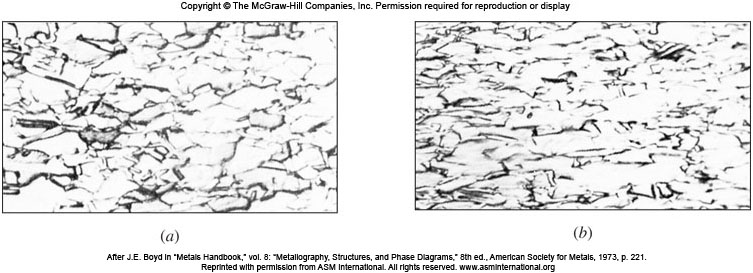 Copyright © The McGraw-Hill Companies, Inc. Permission required for reproduction or display
(a)
(b)
After J.E. Boyd in "Metals Handbook," vol. 8: "Metallography, Structures, and Phase Diagrams," 8th ed., American Society for Metals, 1973, p. 221.
Reprinted with permission from ASM International. All rights reserved. www.asminternational.org